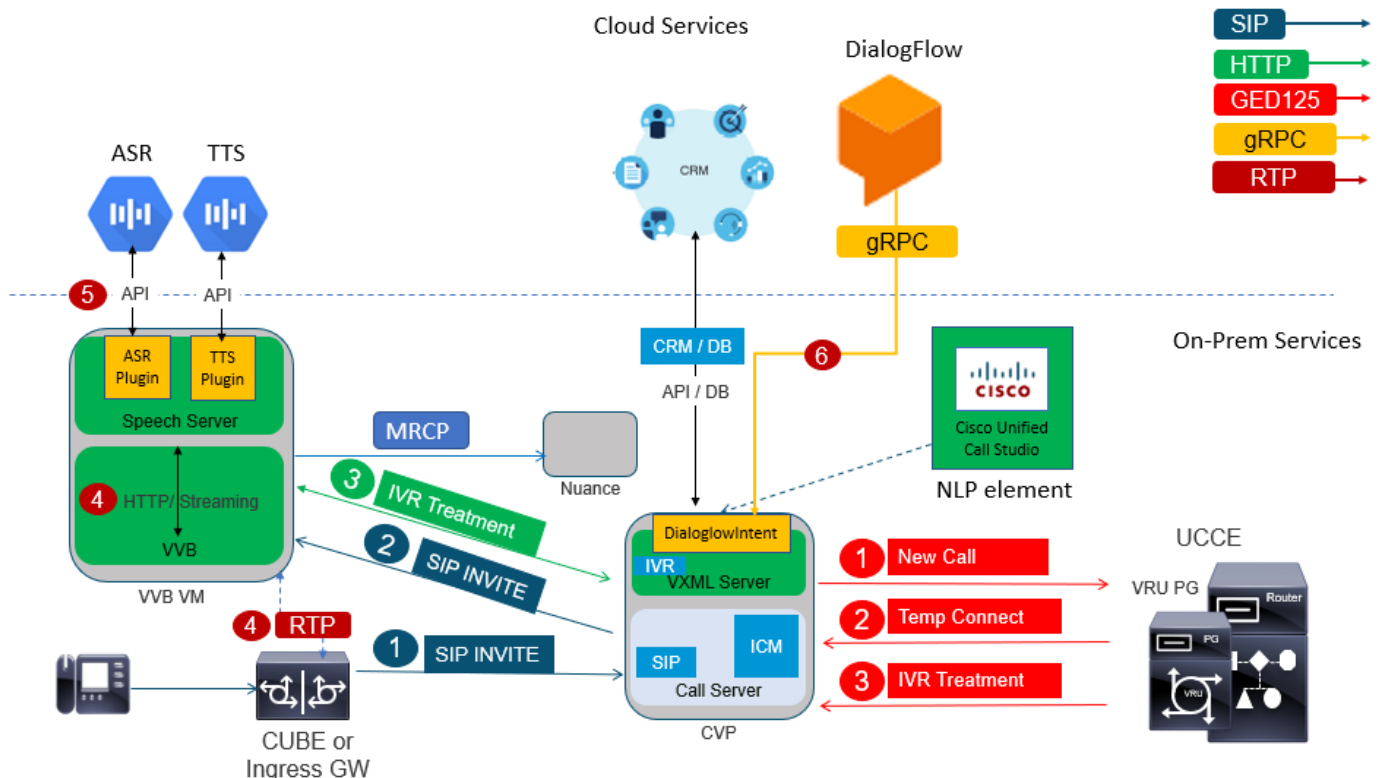 Cloud Services
DialogFlow
SIP
HTTP
GED125
gRPC
RTP
ASR
TTS
CRM
gRPC
5
API
API
On-Prem Services
ASR
Plugin
TTS
Plugin
Speech Server
CRM / DB
API / DB
6
CISCO
Cisco Unified
Call Studio
NLP element
MRCP
Nuance
4
HTTP/ Streaming
VVB
VVB VM
3
IVR Treatment
2
SIP INVITE
4
RTP
1
SIP INVITE
CUBE or
Ingress GW
DialoglowIntent
IVR
VXML Server
SIP
ICM
Call Server
CVP
1
New Call
2
Temp Connect
3
IVR Treatment
UCCE
VRU PG
Router
PG
VRU